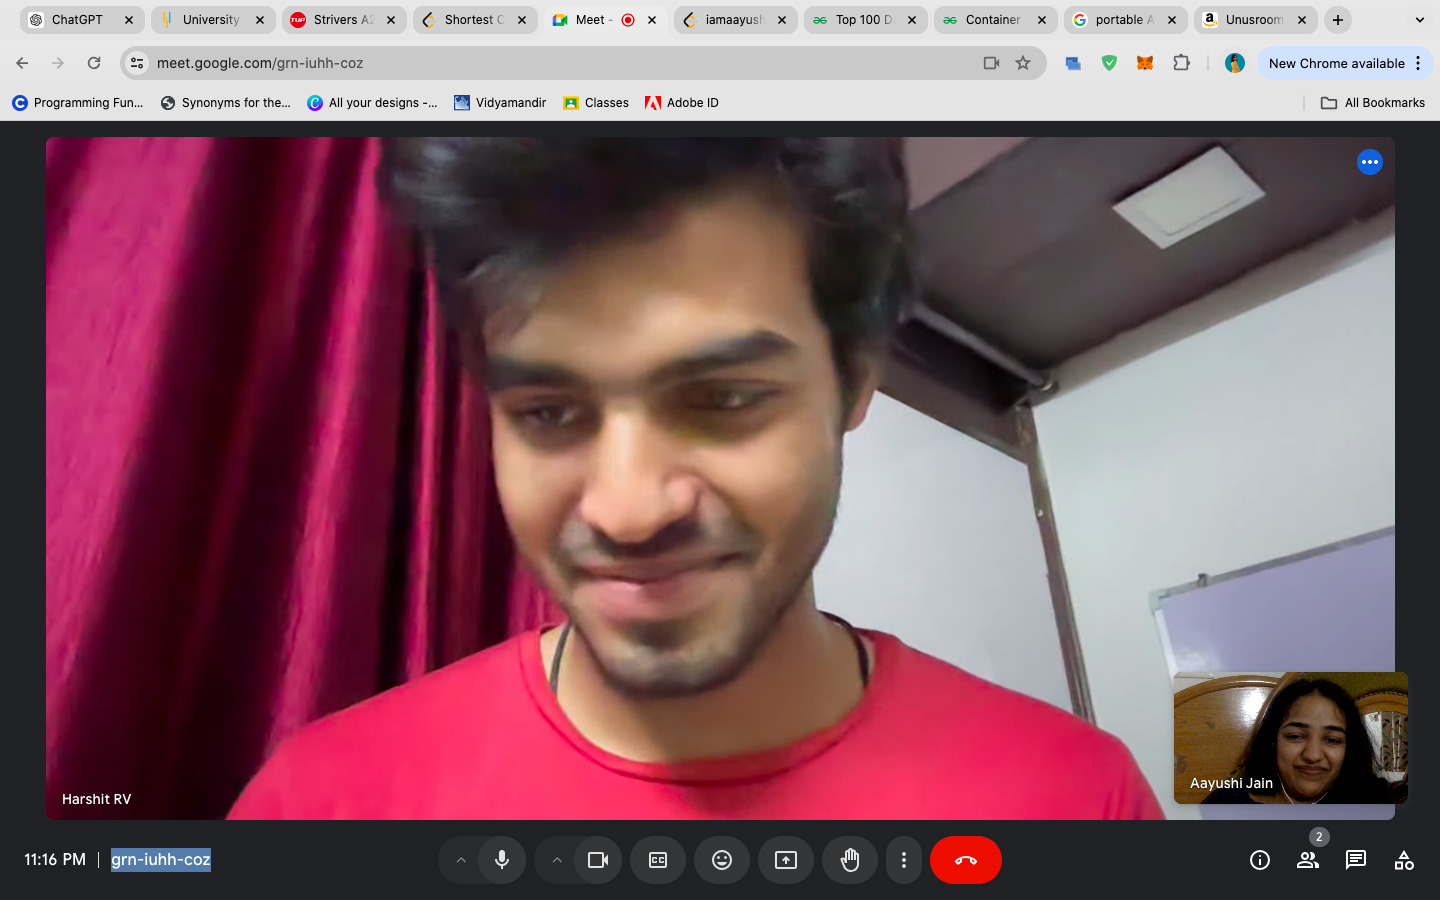 ChatGPT
University
Strivers A2
Shortest C
Meet -
iamaayush
Top 100 D
Container
portable A
Unusroom
meet.google.com/grn-iuhh-coz
New Chrome available
Programming Fun...
Synonyms for the...
All your designs -...
Vidyamandir
Classes
Adobe ID
All Bookmarks
Harshit RV
Aayushi Jain
11:16 PM | grn-iuhh-coz
2